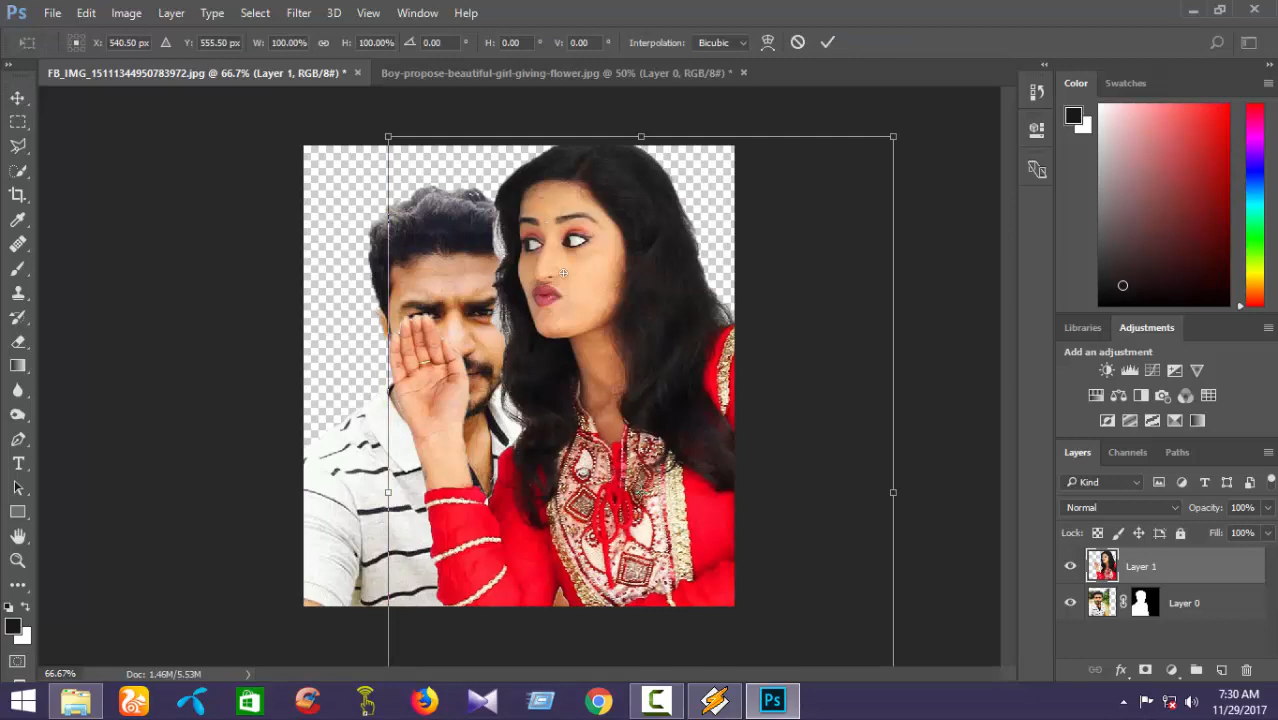 Ps File Edit Image Layer Type Select Filter 3D View Window Help
X: 540.50 px Y: 555.50 px W: 100.00% H: 100.00% 0.00 ° H: 0.00 ° V: 0.00 ° Interpolation: Bicubic
FB_IMG_15111344950783972.jpg @ 66.7% (Layer 1, RGB/8#) * × Boy-propose-beautiful-girl-giving-flower.jpg @ 50% (Layer 0, RGB/8#) * ×
Color Swatches
Libraries Adjustments
Add an adjustment
Layers Channels Paths
Kind
Normal Opacity: 100%
Lock: Fill: 100%
Layer 1
Layer 0
66.67% Doc: 1.46M/5.53M
7:30 AM
11/29/2017